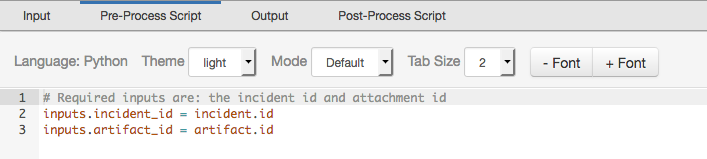 Input Pre-Process Script Output Post-Process Script
Language: Python Theme light Mode Default Tab Size 2 - Font + Font
1 # Required inputs are: the incident id and attachment id
2 inputs.incident_id = incident.id
3 inputs.artifact_id = artifact.id